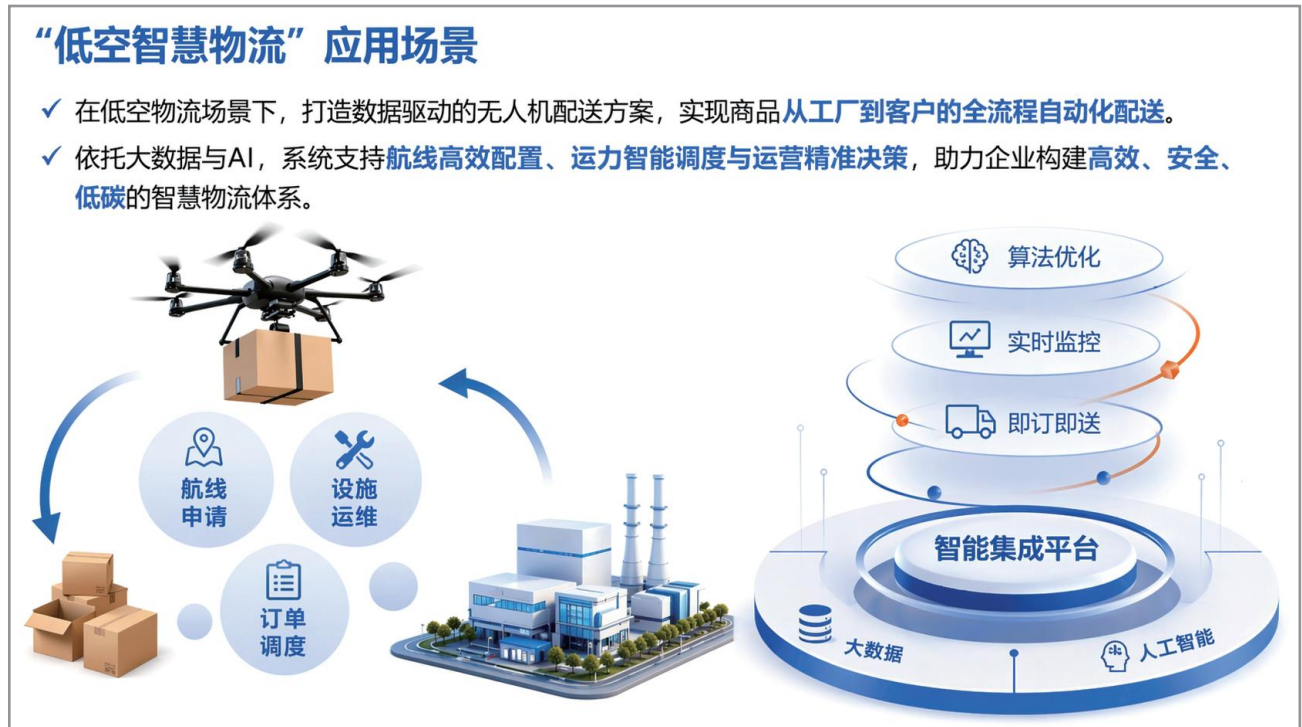 “低空智慧物流”应用场景
在低空物流场景下，打造数据驱动的无人机配送方案，实现商品从工厂到客户的全流程自动化配送。
依托大数据与AI，系统支持航线高效配置、运力智能调度与运营精准决策，助力企业构建高效、安全、
低碳的智慧物流体系。
航线
申请
设施
运维
订单
调度
算法优化
实时监控
即订即送
智能集成平台
大数据
人工智能